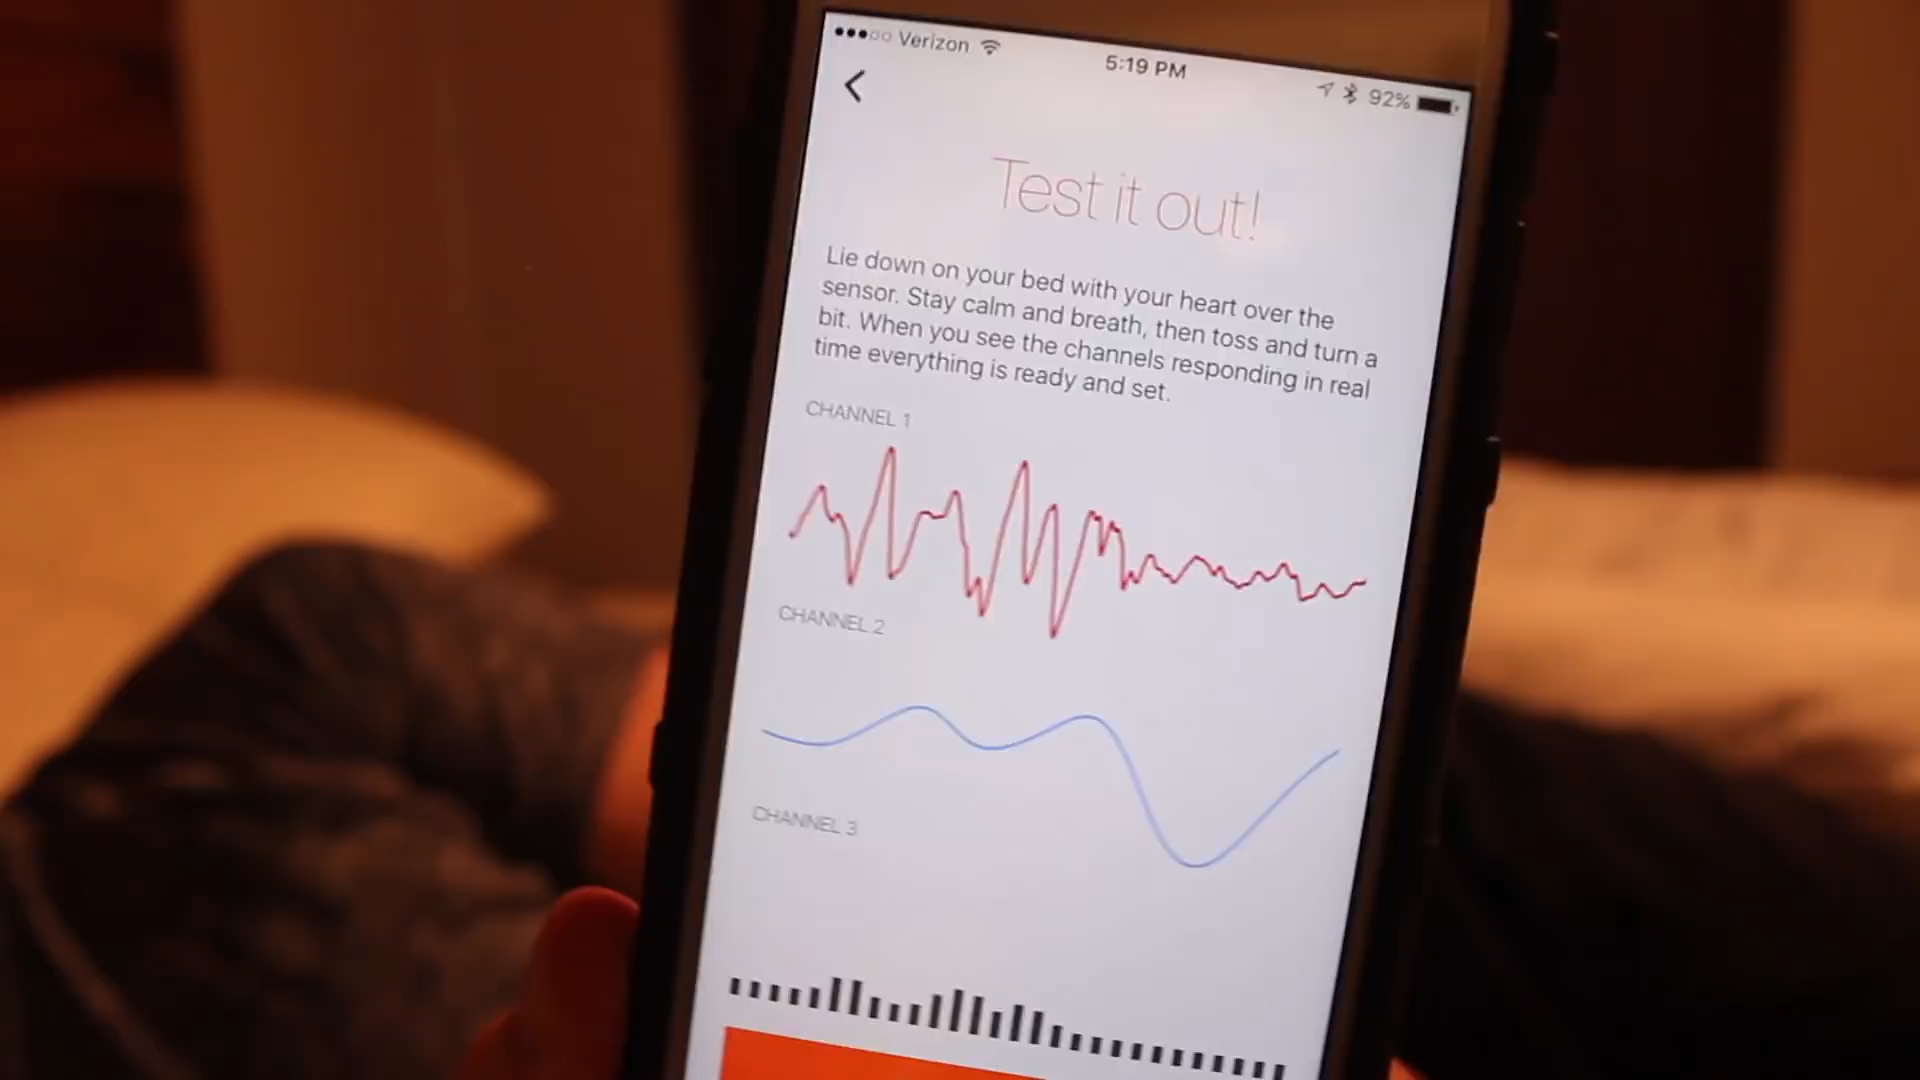 Verizon
5:19 PM
92%
Test it out!
Lie down on your bed with your heart over the
sensor. Stay calm and breath, then toss and turn a
bit. When you see the channels responding in real
time everything is ready and set.
CHANNEL 1
CHANNEL 2
CHANNEL 3